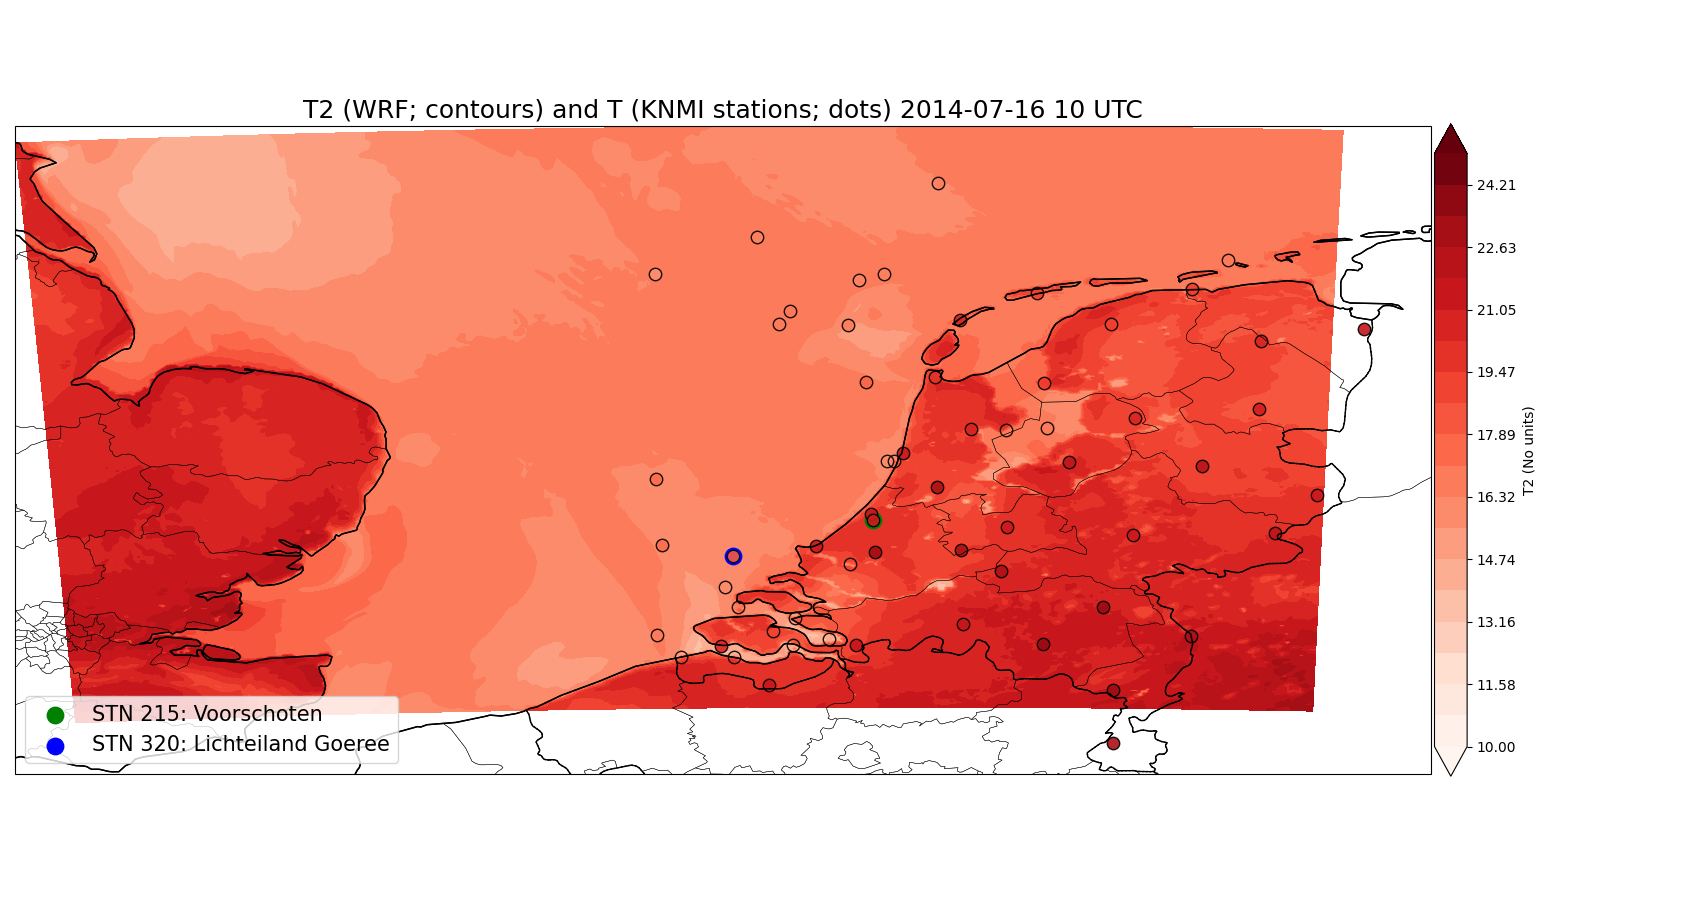 T2 (WRF; contours) and T (KNMI stations; dots) 2014-07-16 10 UTC
24.21
22.63
21.05
19.47
17.89
16.32
14.74
13.16
11.58
10.00
T2 (No units)
STN 215: Voorschoten
STN 320: Lichteiland Goeree